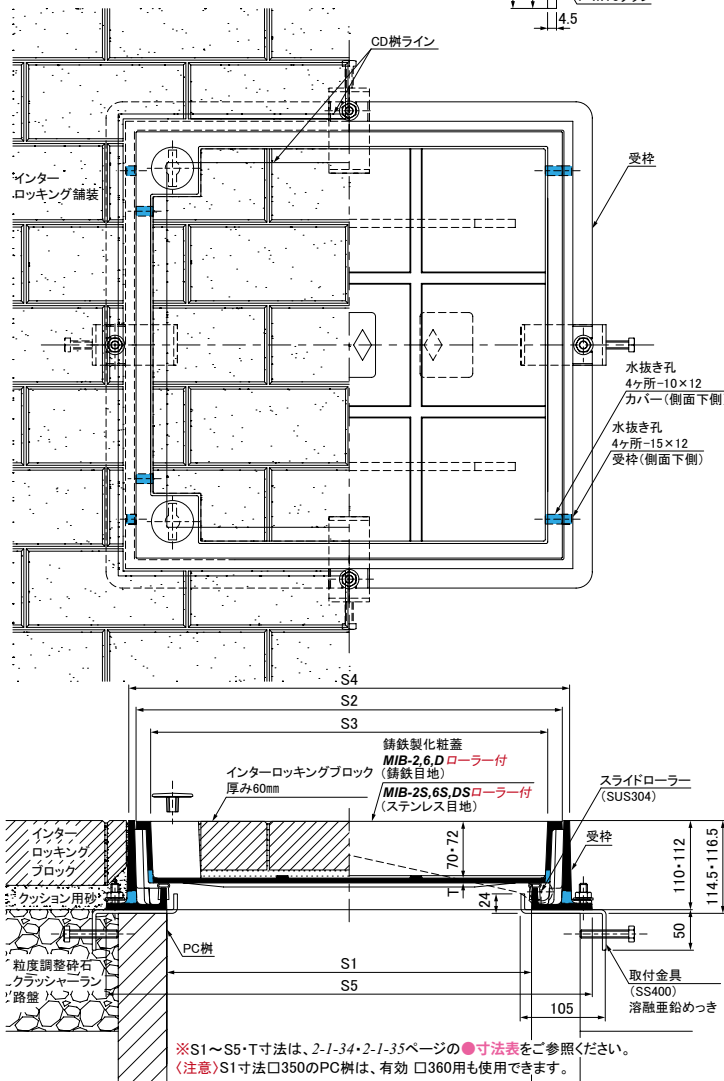 4.5
CD桝ライン
受枠
インター
ロッキング舗装
水抜き孔
4ヶ所-10×12
カバー(側面下側
水抜き孔
4ヶ所-15×12
受枠(側面下側)
S4
S2
S3
鋳鉄製化粧蓋
MIB-2,6,Dローラー付
(鋳鉄目地)
MIB-2S,6S,DSローラー付
(ステンレス目地)
インターロッキングブロック
厚み60mm
スライドローラー
(SUS304)
受枠
インター
ロッキング
ブロック
クッション用砂
70・72
T
24
110・112
114.5・116.5
50
PC桝
粒度調整砕石
クラッシャーラン
路盤
S1
S5
105
取付金具
(SS400)
溶融亜鉛めっき
※S1～S5・T寸法は、2-1-34・2-1-35ページの●寸法表をご参照ください。
〈注意〉S1寸法□350のPC桝は、有効 □360用も使用できます。